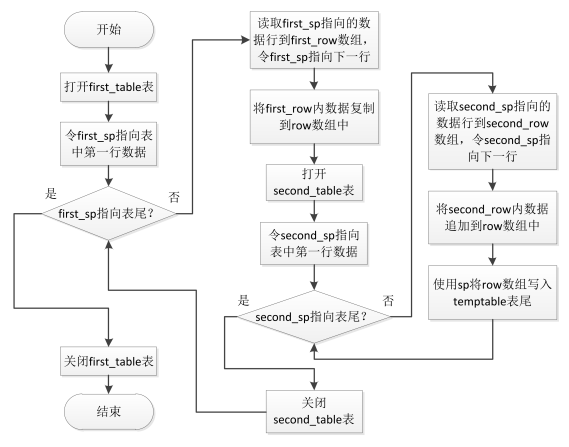 开始
打开first_table表
令first_sp指向表
中第一行数据
是
否
first_sp指向表尾？
关闭first_table表
结束
读取first_sp指向的数
据行到first_row数组，
令first_sp指向下一行
将first_row内数据复制
到row数组中
打开
second_table表
令second_sp指向
表中第一行数据
是
否
second_sp指向表尾？
关闭
second_table表
读取second_sp指向的
数据行到second_row
数组，令second_sp指
向下一行
将second_row内数据
追加到row数组中
使用sp将row数组写入
temptable表尾